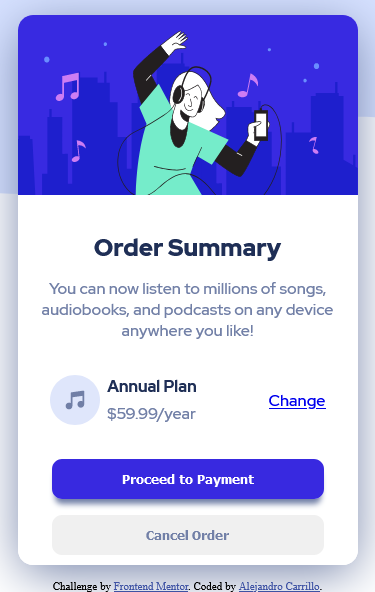 Order Summary
You can now listen to millions of songs,
audiobooks, and podcasts on any device
anywhere you like!
Annual Plan
$59.99/year
Change
Proceed to Payment
Cancel Order
Challenge by Frontend Mentor. Coded by Alejandro Carrillo.